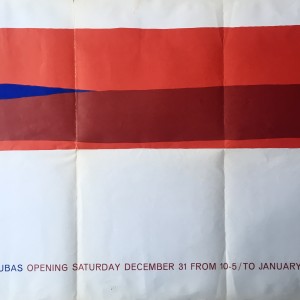 UBAS OPENING SATURDAY DECEMBER 31 FROM 10-5/TO JANUARY